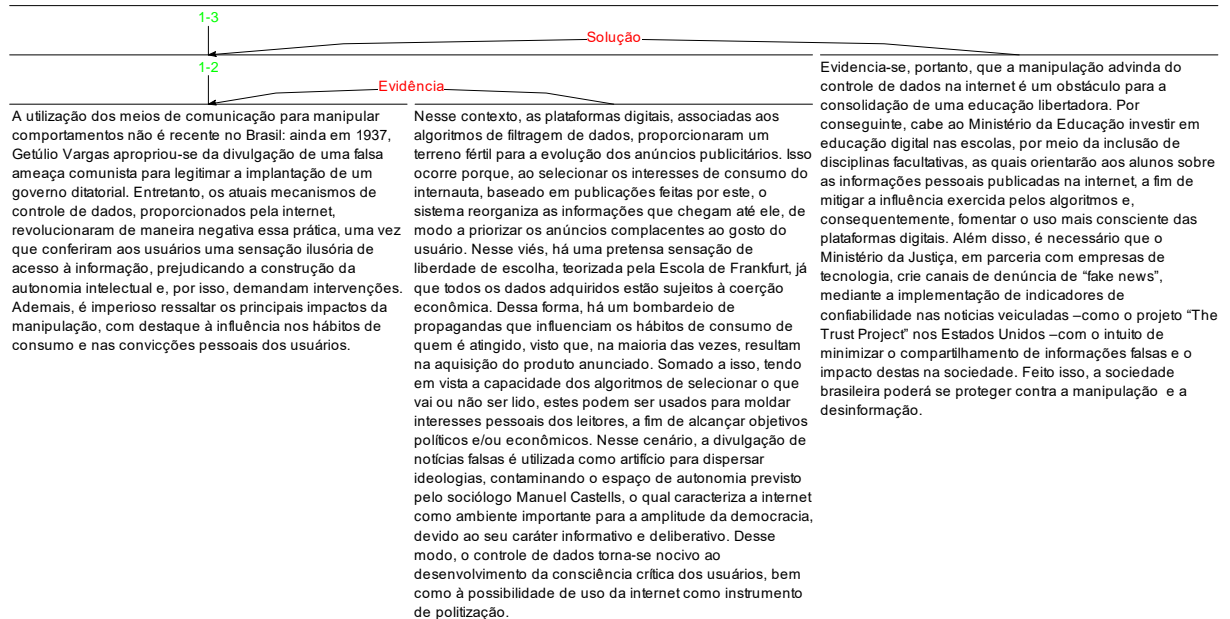 1-3
Solução
1-2
Evidência
A utilização dos meios de comunicação para manipular
comportamentos não é recente no Brasil: ainda em 1937,
Getúlio Vargas apropriou-se da divulgação de uma falsa
ameaça comunista para legitimar a implantação de um
governo ditatorial. Entretanto, os atuais mecanismos de
controle de dados, proporcionados pela internet,
revolucionaram de maneira negativa essa prática, uma vez
que conferiram aos usuários uma sensação ilusória de
acesso à informação, prejudicando a construção da
autonomia intelectual e, por isso, demandam intervenções.
Ademais, é imperioso ressaltar os principais impactos da
manipulação, com destaque à influência nos hábitos de
consumo e nas convicções pessoais dos usuários.
Nesse contexto, as plataformas digitais, associadas aos
algoritmos de filtragem de dados, proporcionaram um
terreno fértil para a evolução dos anúncios publicitários. Isso
ocorre porque, ao selecionar os interesses de consumo do
internauta, baseado em publicações feitas por este, o
sistema reorganiza as informações que chegam até ele, de
modo a priorizar os anúncios complacentes ao gosto do
usuário. Nesse viés, há uma pretensa sensação de
liberdade de escolha, teorizada pela Escola de Frankfurt, já
que todos os dados adquiridos estão sujeitos à coerção
econômica. Dessa forma, há um bombardeio de
propagandas que influenciam os hábitos de consumo de
quem é atingido, visto que, na maioria das vezes, resultam
na aquisição do produto anunciado. Somado a isso, tendo
em vista a capacidade dos algoritmos de selecionar o que
vai ou não ser lido, estes podem ser usados para moldar
interesses pessoais dos leitores, a fim de alcançar objetivos
políticos e/ou econômicos. Nesse cenário, a divulgação de
notícias falsas é utilizada como artifício para dispersar
ideologias, contaminando o espaço de autonomia previsto
pelo sociólogo Manuel Castells, o qual caracteriza a internet
como ambiente importante para a amplitude da democracia,
devido ao seu caráter informativo e deliberativo. Desse
modo, o controle de dados torna-se nocivo ao
desenvolvimento da consciência crítica dos usuários, bem
como à possibilidade de uso da internet como instrumento
de politização.
Evidencia-se, portanto, que a manipulação advinda do
controle de dados na internet é um obstáculo para a
consolidação de uma educação libertadora. Por
conseguinte, cabe ao Ministério da Educação investir em
educação digital nas escolas, por meio da inclusão de
disciplinas facultativas, as quais orientarão aos alunos sobre
as informações pessoais publicadas na internet, a fim de
mitigar a influência exercida pelos algoritmos e,
consequentemente, fomentar o uso mais consciente das
plataformas digitais. Além disso, é necessário que o
Ministério da Justiça, em parceria com empresas de
tecnologia, crie canais de denúncia de “fake news”,
mediante a implementação de indicadores de
confiabilidade nas noticias veiculadas –como o projeto “The
Trust Project” nos Estados Unidos –com o intuito de
minimizar o compartilhamento de informações falsas e o
impacto destas na sociedade. Feito isso, a sociedade
brasileira poderá se proteger contra a manipulação  e a
desinformação.